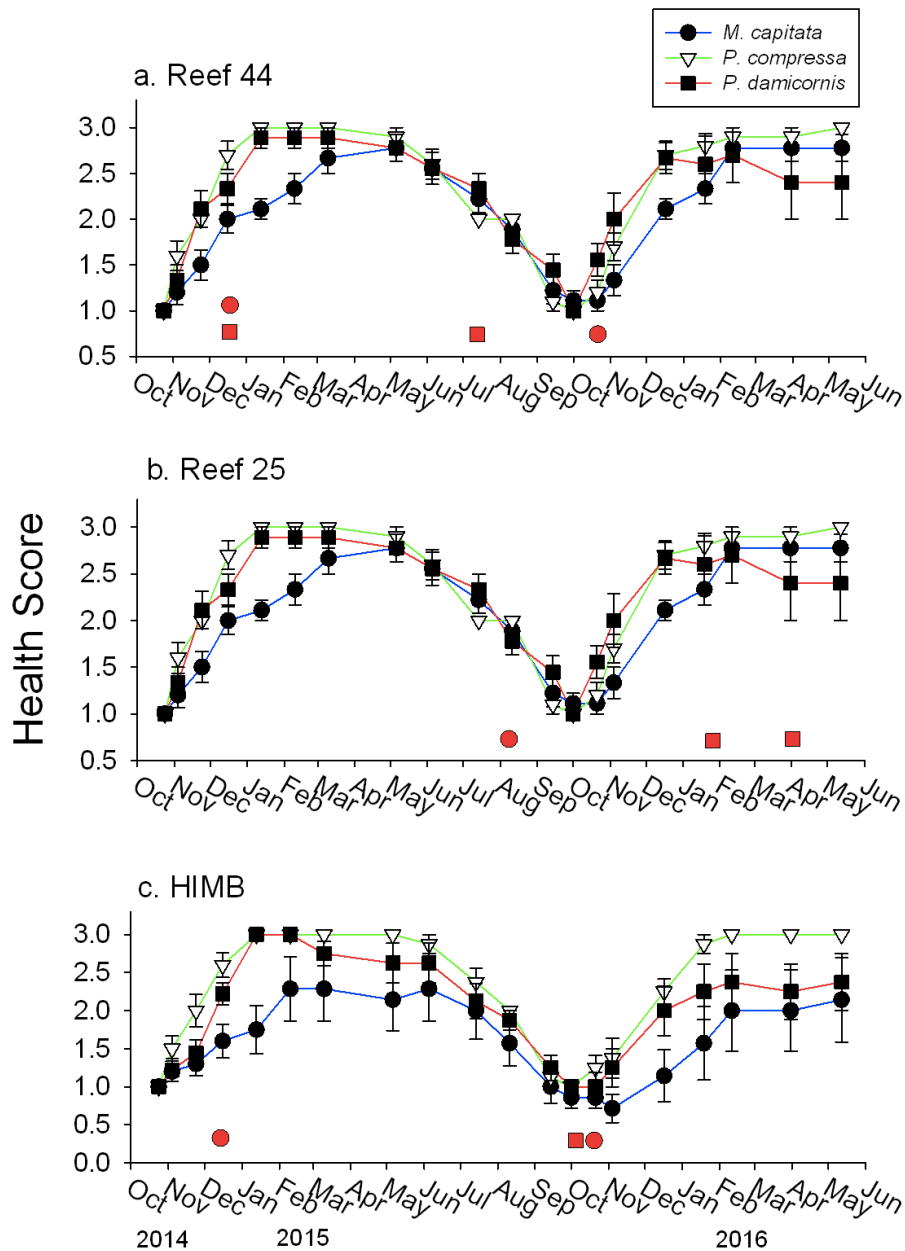 M. capitata
P. compressa
P. damicornis
a. Reef 44
3.0
2.5
2.0
1.5
1.0
0.5
Oct Nov Dec Jan Feb Mar Apr May Jun Jul Aug Sep Oct Nov Dec Jan Feb Mar Apr May Jun
b. Reef 25
Health Score
3.0
2.5
2.0
1.5
1.0
0.5
Oct Nov Dec Jan Feb Mar Apr May Jun Jul Aug Sep Oct Nov Dec Jan Feb Mar Apr May Jun
c. HIMB
3.0
2.5
2.0
1.5
1.0
0.5
0.0
Oct Nov Dec Jan Feb Mar Apr May Jun Jul Aug Sep Oct Nov Dec Jan Feb Mar Apr May Jun
2014 2015 2016